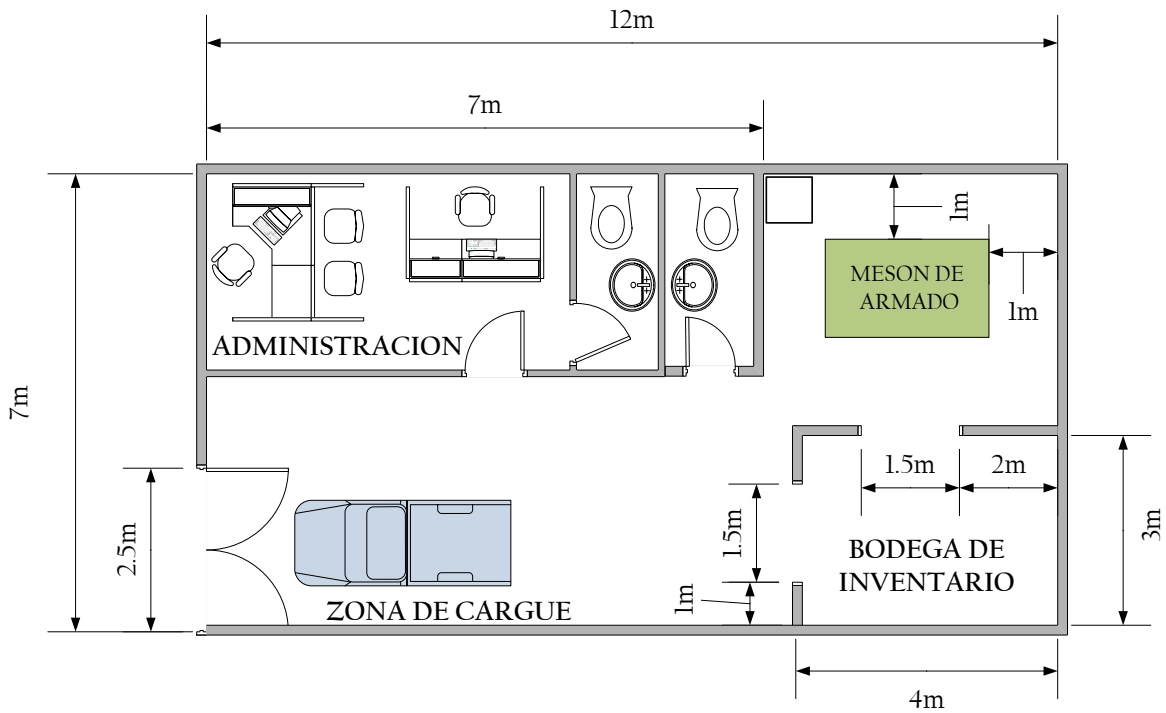 12m
7m
1m
MESON DE
ARMADO
1m
ADMINISTRACION
7m
1.5m
2m
2.5m
1.5m
3m
BODEGA DE
INVENTARIO
1m
ZONA DE CARGUE
4m